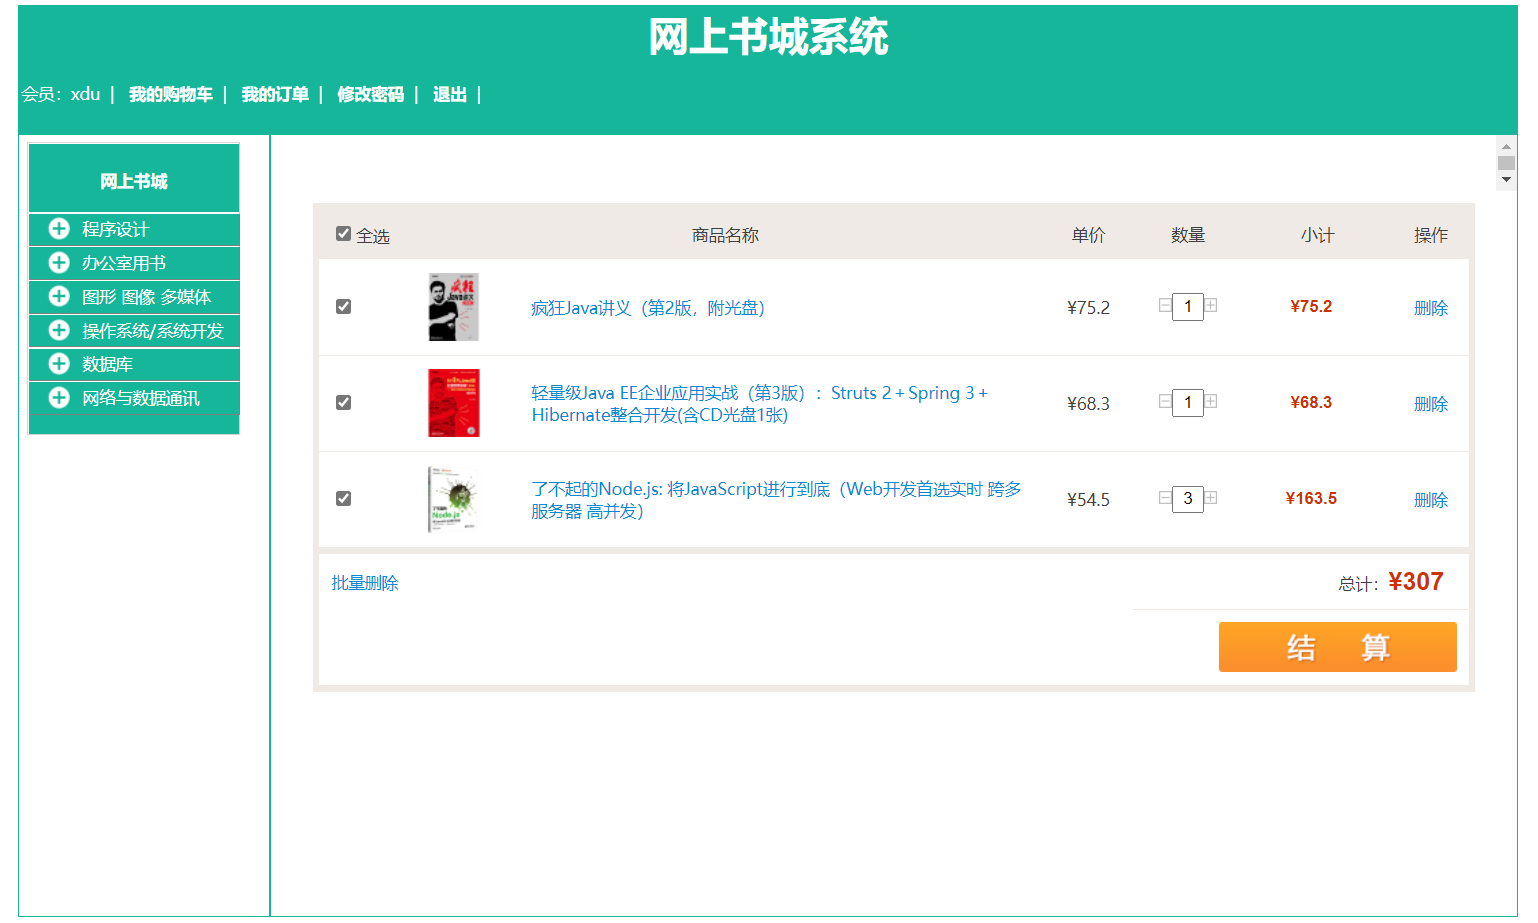 网上书城系统
会员：xdu | 我的购物车 | 我的订单 | 修改密码 | 退出 |
网上书城
程序设计
办公室用书
图形 图像 多媒体
操作系统/系统开发
数据库
网络与数据通讯
全选 商品名称 单价 数量 小计 操作
疯狂Java讲义（第2版，附光盘） ¥75.2 1 ¥75.2 删除
轻量级Java EE企业应用实战（第3版）：Struts 2＋Spring 3＋
Hibernate整合开发(含CD光盘1张) ¥68.3 1 ¥68.3 删除
了不起的Node.js: 将JavaScript进行到底（Web开发首选实时 跨多
服务器 高并发） ¥54.5 3 ¥163.5 删除
批量删除 总计：¥307
结 算